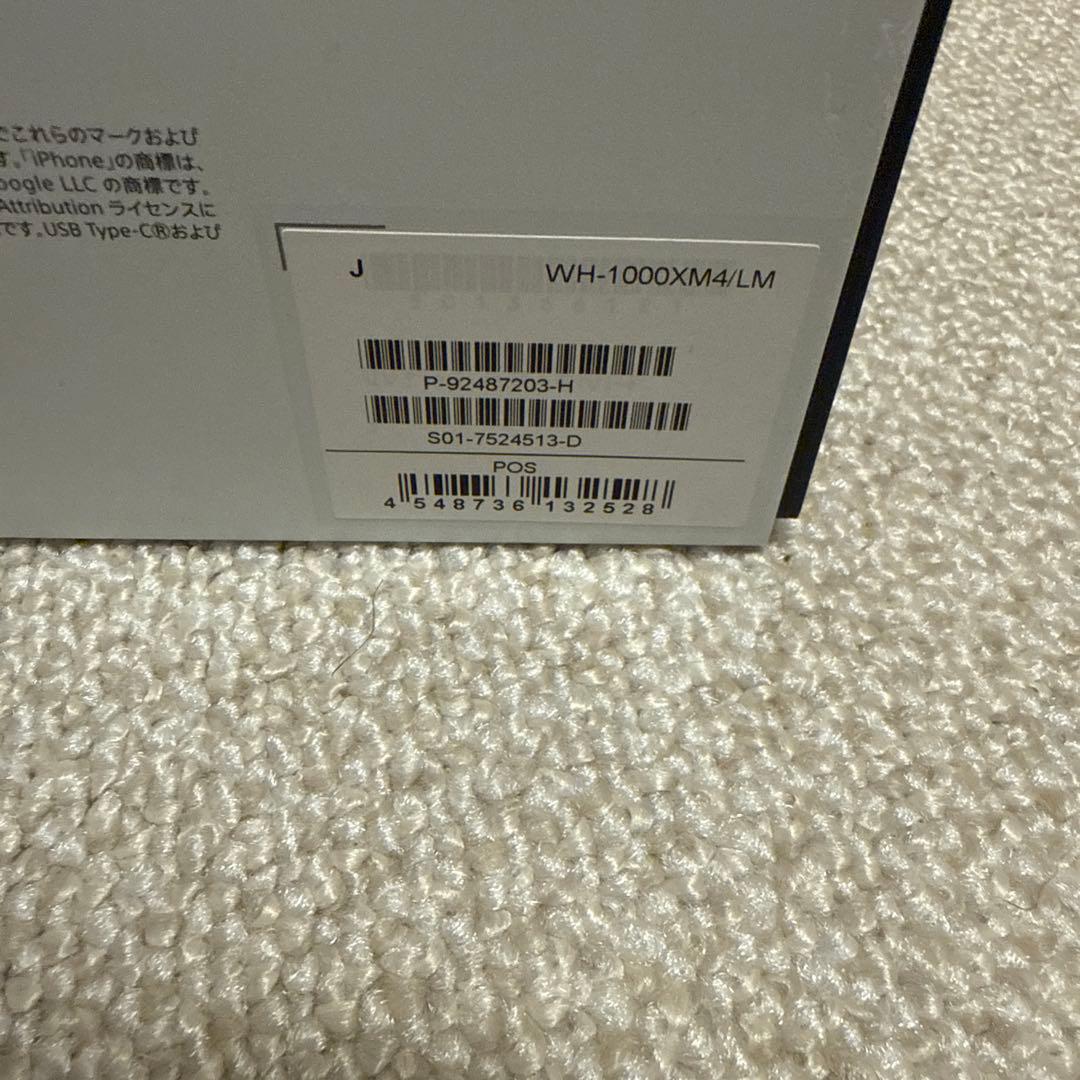 でこれらのマークおよび
す。「iPhone」の商標は、
oogle LLC の商標です。
Attribution ライセンスに
です。USB Type-C®および
J WH-1000XM4/LM
P-92487203-H
S01-7524513-D
POS
4 548736 132528